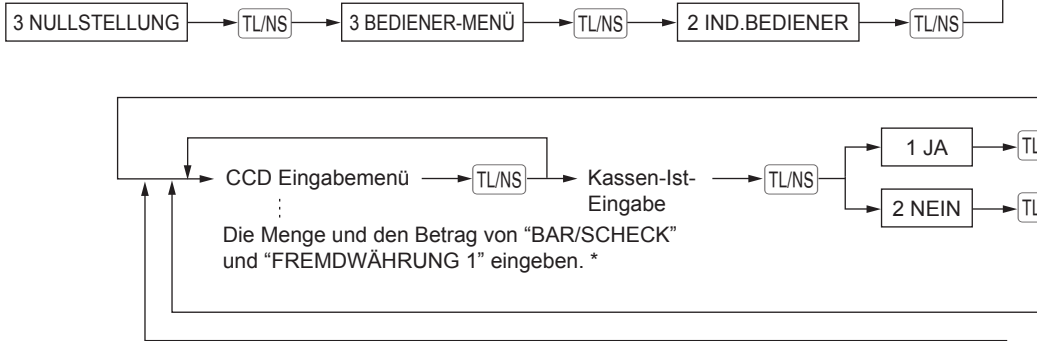 3 NULLSTELLUNG TL/NS 3 BEDIENER-MENÜ TL/NS 2 IND.BEDIENER TL/NS
1 JA
CCD Eingabemenü TL/NS Kassen-Ist- TL/NS
Eingabe
2 NEIN
Die Menge und den Betrag von “BAR/SCHECK”
und “FREMDWÄHRUNG 1” eingeben. *